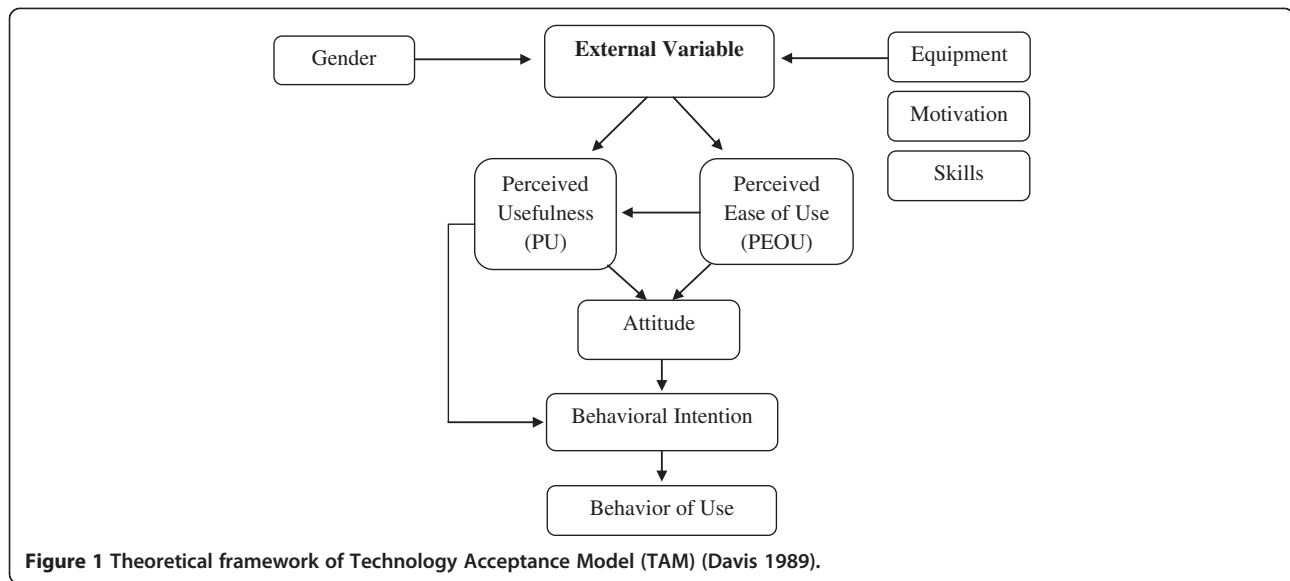 Gender
External Variable
Equipment
Motivation
Skills
Perceived
Usefulness
(PU)
Perceived
Ease of Use
(PEOU)
Attitude
Behavioral Intention
Behavior of Use
Figure 1 Theoretical framework of Technology Acceptance Model (TAM) (Davis 1989).